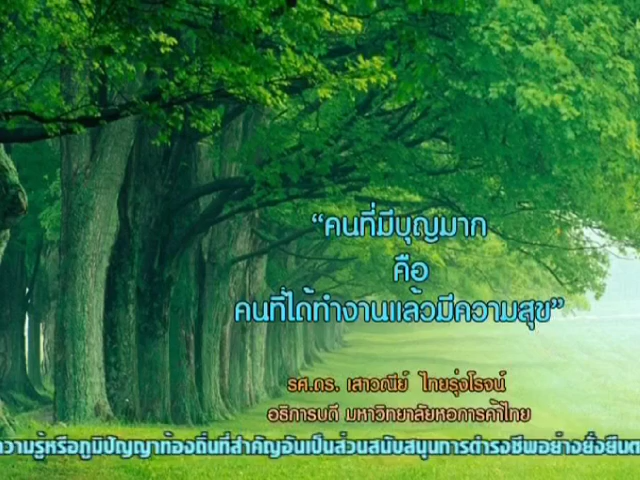 “คนที่มีบุญมาก
คือ
คนที่ได้ทำงานแล้วมีความสุข”
รศ.ดร. เสาวณีย์ ไทยรุ่งโรจน์
อธิการบดี มหาวิทยาลัยหอการค้าไทย
ความรู้หรือภูมิปัญญาท้องถิ่นที่สำคัญอันเป็นส่วนสนับสนุนการดำรงชีพอย่างยั่งยืนต